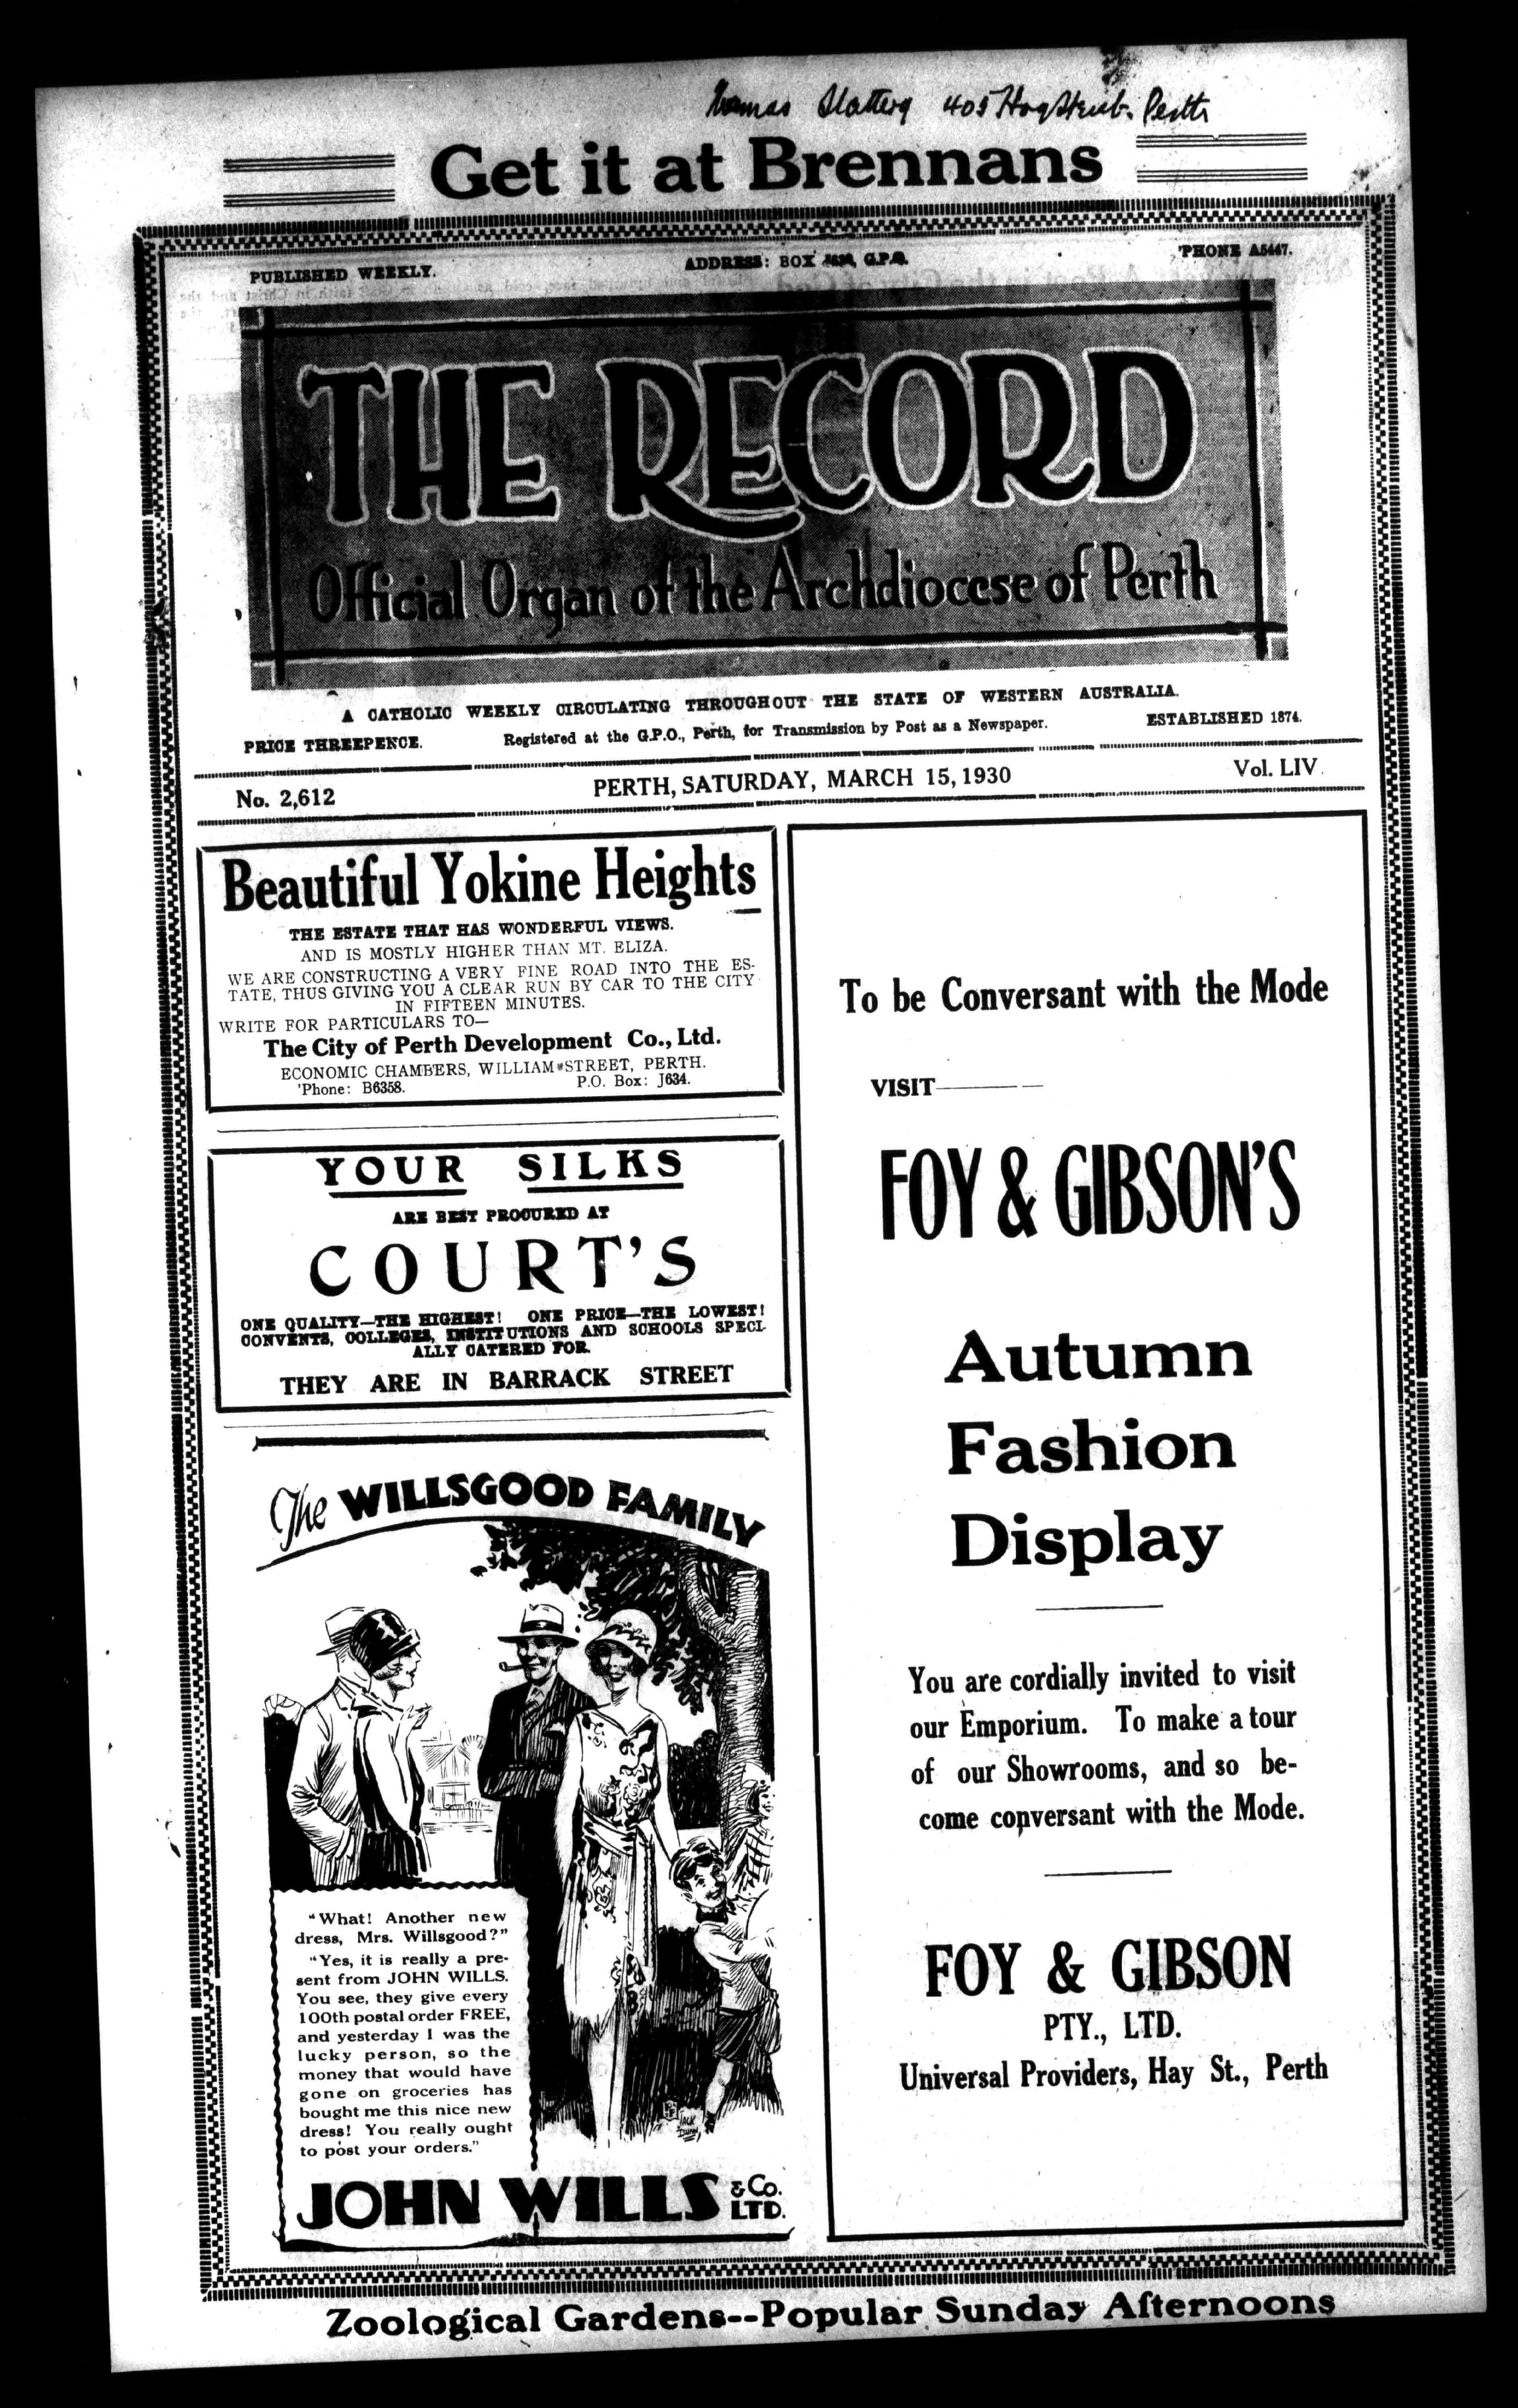 Thomas Slattery 405 Hay Street. Perth
Get it at Brennans
PUBLISHED WEEKLY.
ADDRESS: BOX G.P.O.
'PHONE A5447.
THE RECORD
Official Organ of the Archdiocese of Perth
A CATHOLIC WEEKLY CIRCULATING THROUGHOUT THE STATE OF WESTERN AUSTRALIA.
PRICE THREEPENCE.
Registered at the G.P.O., Perth, for Transmission by Post as a Newspaper.
ESTABLISHED 1874.
No. 2,612
PERTH, SATURDAY, MARCH 15, 1930
Vol. LIV.
Beautiful Yokine Heights
THE ESTATE THAT HAS WONDERFUL VIEWS.
AND IS MOSTLY HIGHER THAN MT. ELIZA.
WE ARE CONSTRUCTING A VERY FINE ROAD INTO THE ES-
TATE, THUS GIVING YOU A CLEAR RUN BY CAR TO THE CITY
IN FIFTEEN MINUTES.
WRITE FOR PARTICULARS TO—
The City of Perth Development Co., Ltd.
ECONOMIC CHAMBERS, WILLIAM STREET, PERTH.
'Phone: B6358.
P.O. Box: J634.
YOUR SILKS
ARE BEST PROCURED AT
COURT'S
ONE QUALITY—THE HIGHEST! ONE PRICE—THE LOWEST!
CONVENTS, COLLEGES, INSTITUTIONS AND SCHOOLS SPECI-
ALLY CATERED FOR.
THEY ARE IN BARRACK STREET
The WILLSGOOD FAMILY
"What! Another new
dress, Mrs. Willsgood?"
"Yes, it is really a pre-
sent from JOHN WILLS.
You see, they give every
100th postal order FREE,
and yesterday I was the
lucky person, so the
money that would have
gone on groceries has
bought me this nice new
dress! You really ought
to post your orders."
JACK
DUNN
JOHN WILLS & Co.
LTD.
To be Conversant with the Mode
VISIT——
FOY & GIBSON'S
Autumn
Fashion
Display
You are cordially invited to visit
our Emporium. To make a tour
of our Showrooms, and so be-
come conversant with the Mode.
FOY & GIBSON
PTY., LTD.
Universal Providers, Hay St., Perth
Zoological Gardens--Popular Sunday Afternoons